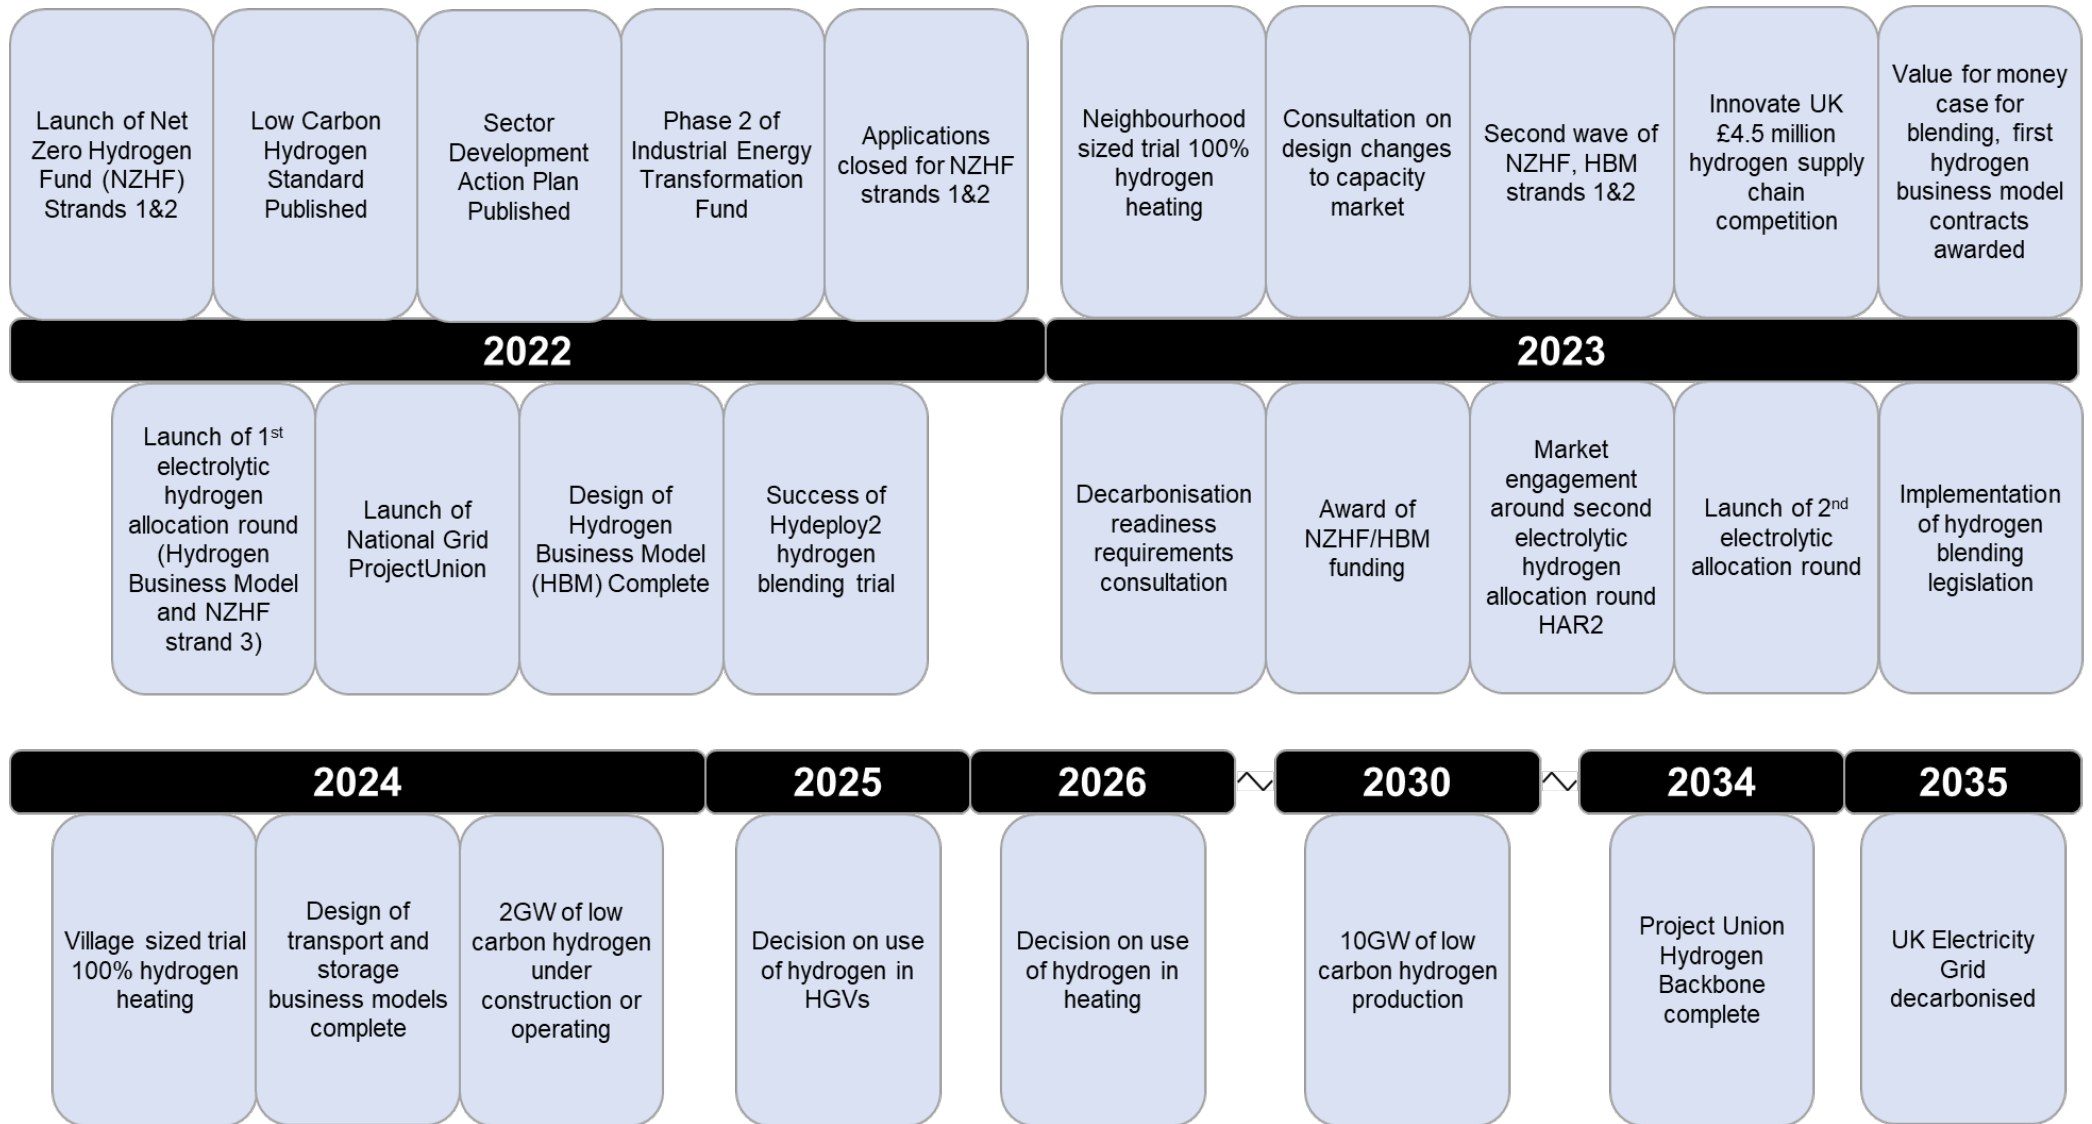 Launch of Net
Zero Hydrogen
Fund (NZHF)
Strands 1&2
Low Carbon
Hydrogen
Standard
Published
Sector
Development
Action Plan
Published
Phase 2 of
Industrial Energy
Transformation
Fund
Applications
closed for NZHF
strands 1&2
Neighbourhood
sized trial 100%
hydrogen
heating
Consultation on
design changes
to capacity
market
Second wave of
NZHF, HBM
strands 1&2
Innovate UK
£4.5 million
hydrogen supply
chain
competition
Value for money
case for
blending, first
hydrogen
business model
contracts
awarded
2022
2023
Launch of 1st
electrolytic
hydrogen
allocation round
(Hydrogen
Business Model
and NZHF
strand 3)
Launch of
National Grid
ProjectUnion
Design of
Hydrogen
Business Model
(HBM) Complete
Success of
Hydeploy2
hydrogen
blending trial
Decarbonisation
readiness
requirements
consultation
Award of
NZHF/HBM
funding
Market
engagement
around second
electrolytic
hydrogen
allocation round
HAR2
Launch of 2nd
electrolytic
allocation round
Implementation
of hydrogen
blending
legislation
2024
2025
2026
2030
2034
2035
Village sized trial
100% hydrogen
heating
Design of
transport and
storage
business models
complete
2GW of low
carbon hydrogen
under
construction or
operating
Decision on use
of hydrogen in
HGVs
Decision on use
of hydrogen in
heating
10GW of low
carbon hydrogen
production
Project Union
Hydrogen
Backbone
complete
UK Electricity
Grid
decarbonised